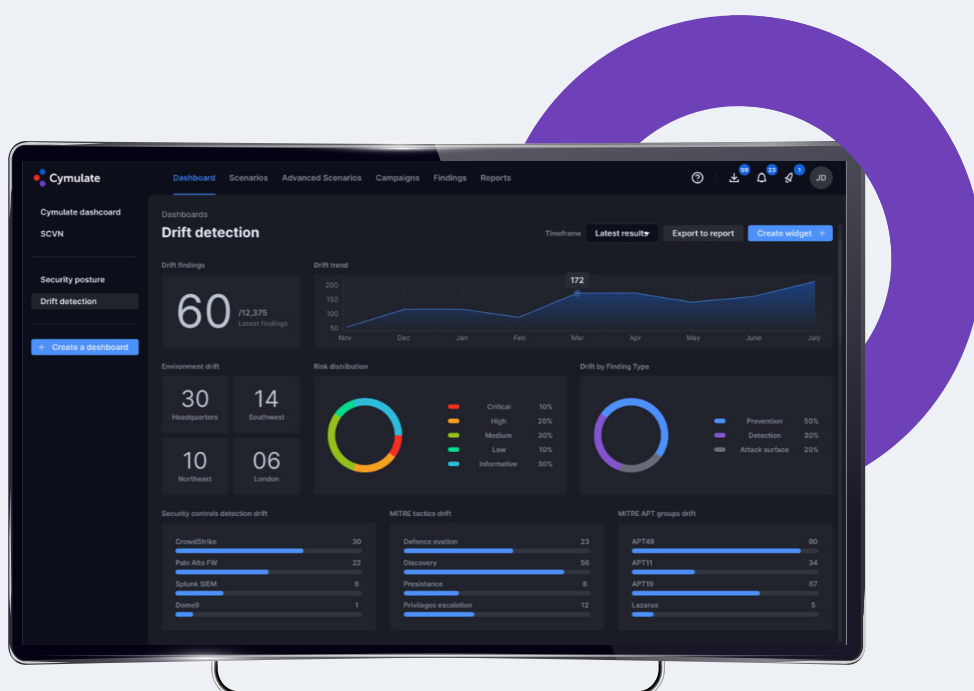 Cymulate
Dashboard Scenarios Advanced Scenarios Campaigns Findings Reports
99 23 1 JD
Cymulate dashcoard
SCVN
Security posture
Drift detection
+ Create a dashboard
Dashboards
Drift detection
Timeframe Latest results Export to report Create widget +
Drift findings
60 /12,375
Latest findings
Drift trend
172
200
150
100
50
Nov Dec Jan Feb Mar Apr May June July
Environment drift
30
Headquarters
14
Southwest
10
Northeast
06
London
Risk distribution
Critical 10%
High 20%
Medium 30%
Low 10%
Informative 30%
Drift by Finding Type
Prevention 50%
Detection 30%
Attack surface 20%
Security controls detection drift
CrowdStrike 30
Palo Alto FW 22
Splunk SIEM 6
Dome9 1
MITRE tactics drift
Defence evation 23
Discovery 56
Presistance 6
Privilages escalation 12
MITRE APT groups drift
APT49 80
APT11 34
APT19 67
Lazarus 5